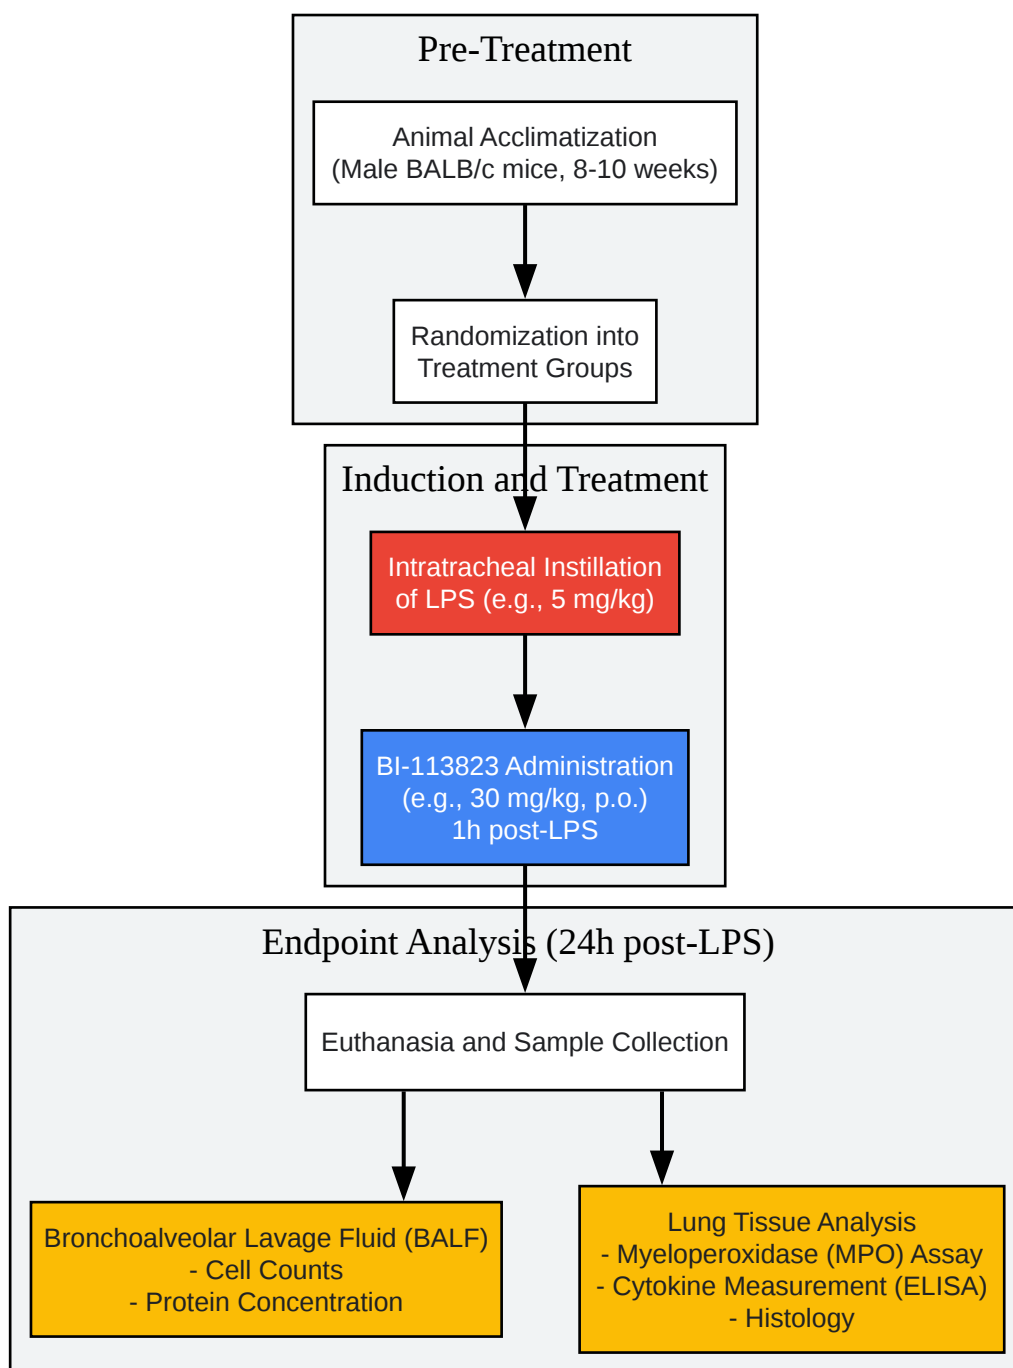 Pre-Treatment
Animal Acclimatization
(Male BALB/c mice, 8-10 weeks)
Randomization into
Treatment Groups
Induction and Treatment
Intratracheal Instillation
of LPS (e.g., 5 mg/kg)
BI-113823 Administration
(e.g., 30 mg/kg, p.o.)
1h post-LPS
Endpoint Analysis (24h post-LPS)
Euthanasia and Sample Collection
Bronchoalveolar Lavage Fluid (BALF)
- Cell Counts
- Protein Concentration
Lung Tissue Analysis
- Myeloperoxidase (MPO) Assay
- Cytokine Measurement (ELISA)
- Histology